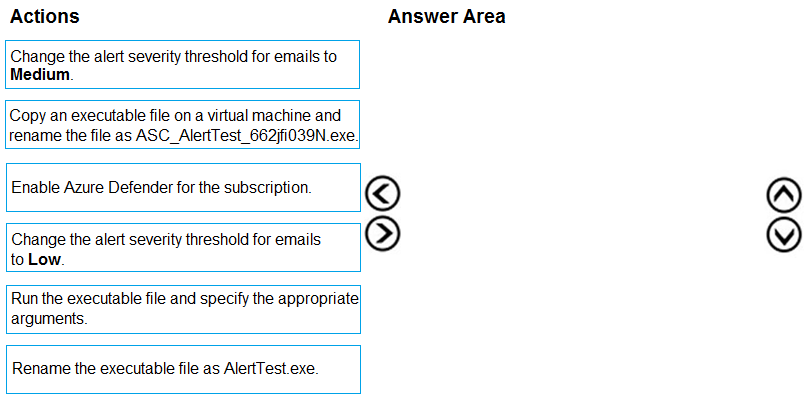 Actions
Answer Area
Change the alert severity threshold for emails to
Medium.
Copy an executable file on a virtual machine and
rename the file as ASC_AlertTest_662jfi039N.exe.
Enable Azure Defender for the subscription.
Change the alert severity threshold for emails
to Low.
Run the executable file and specify the appropriate
arguments.
Rename the executable file as AlertTest.exe.